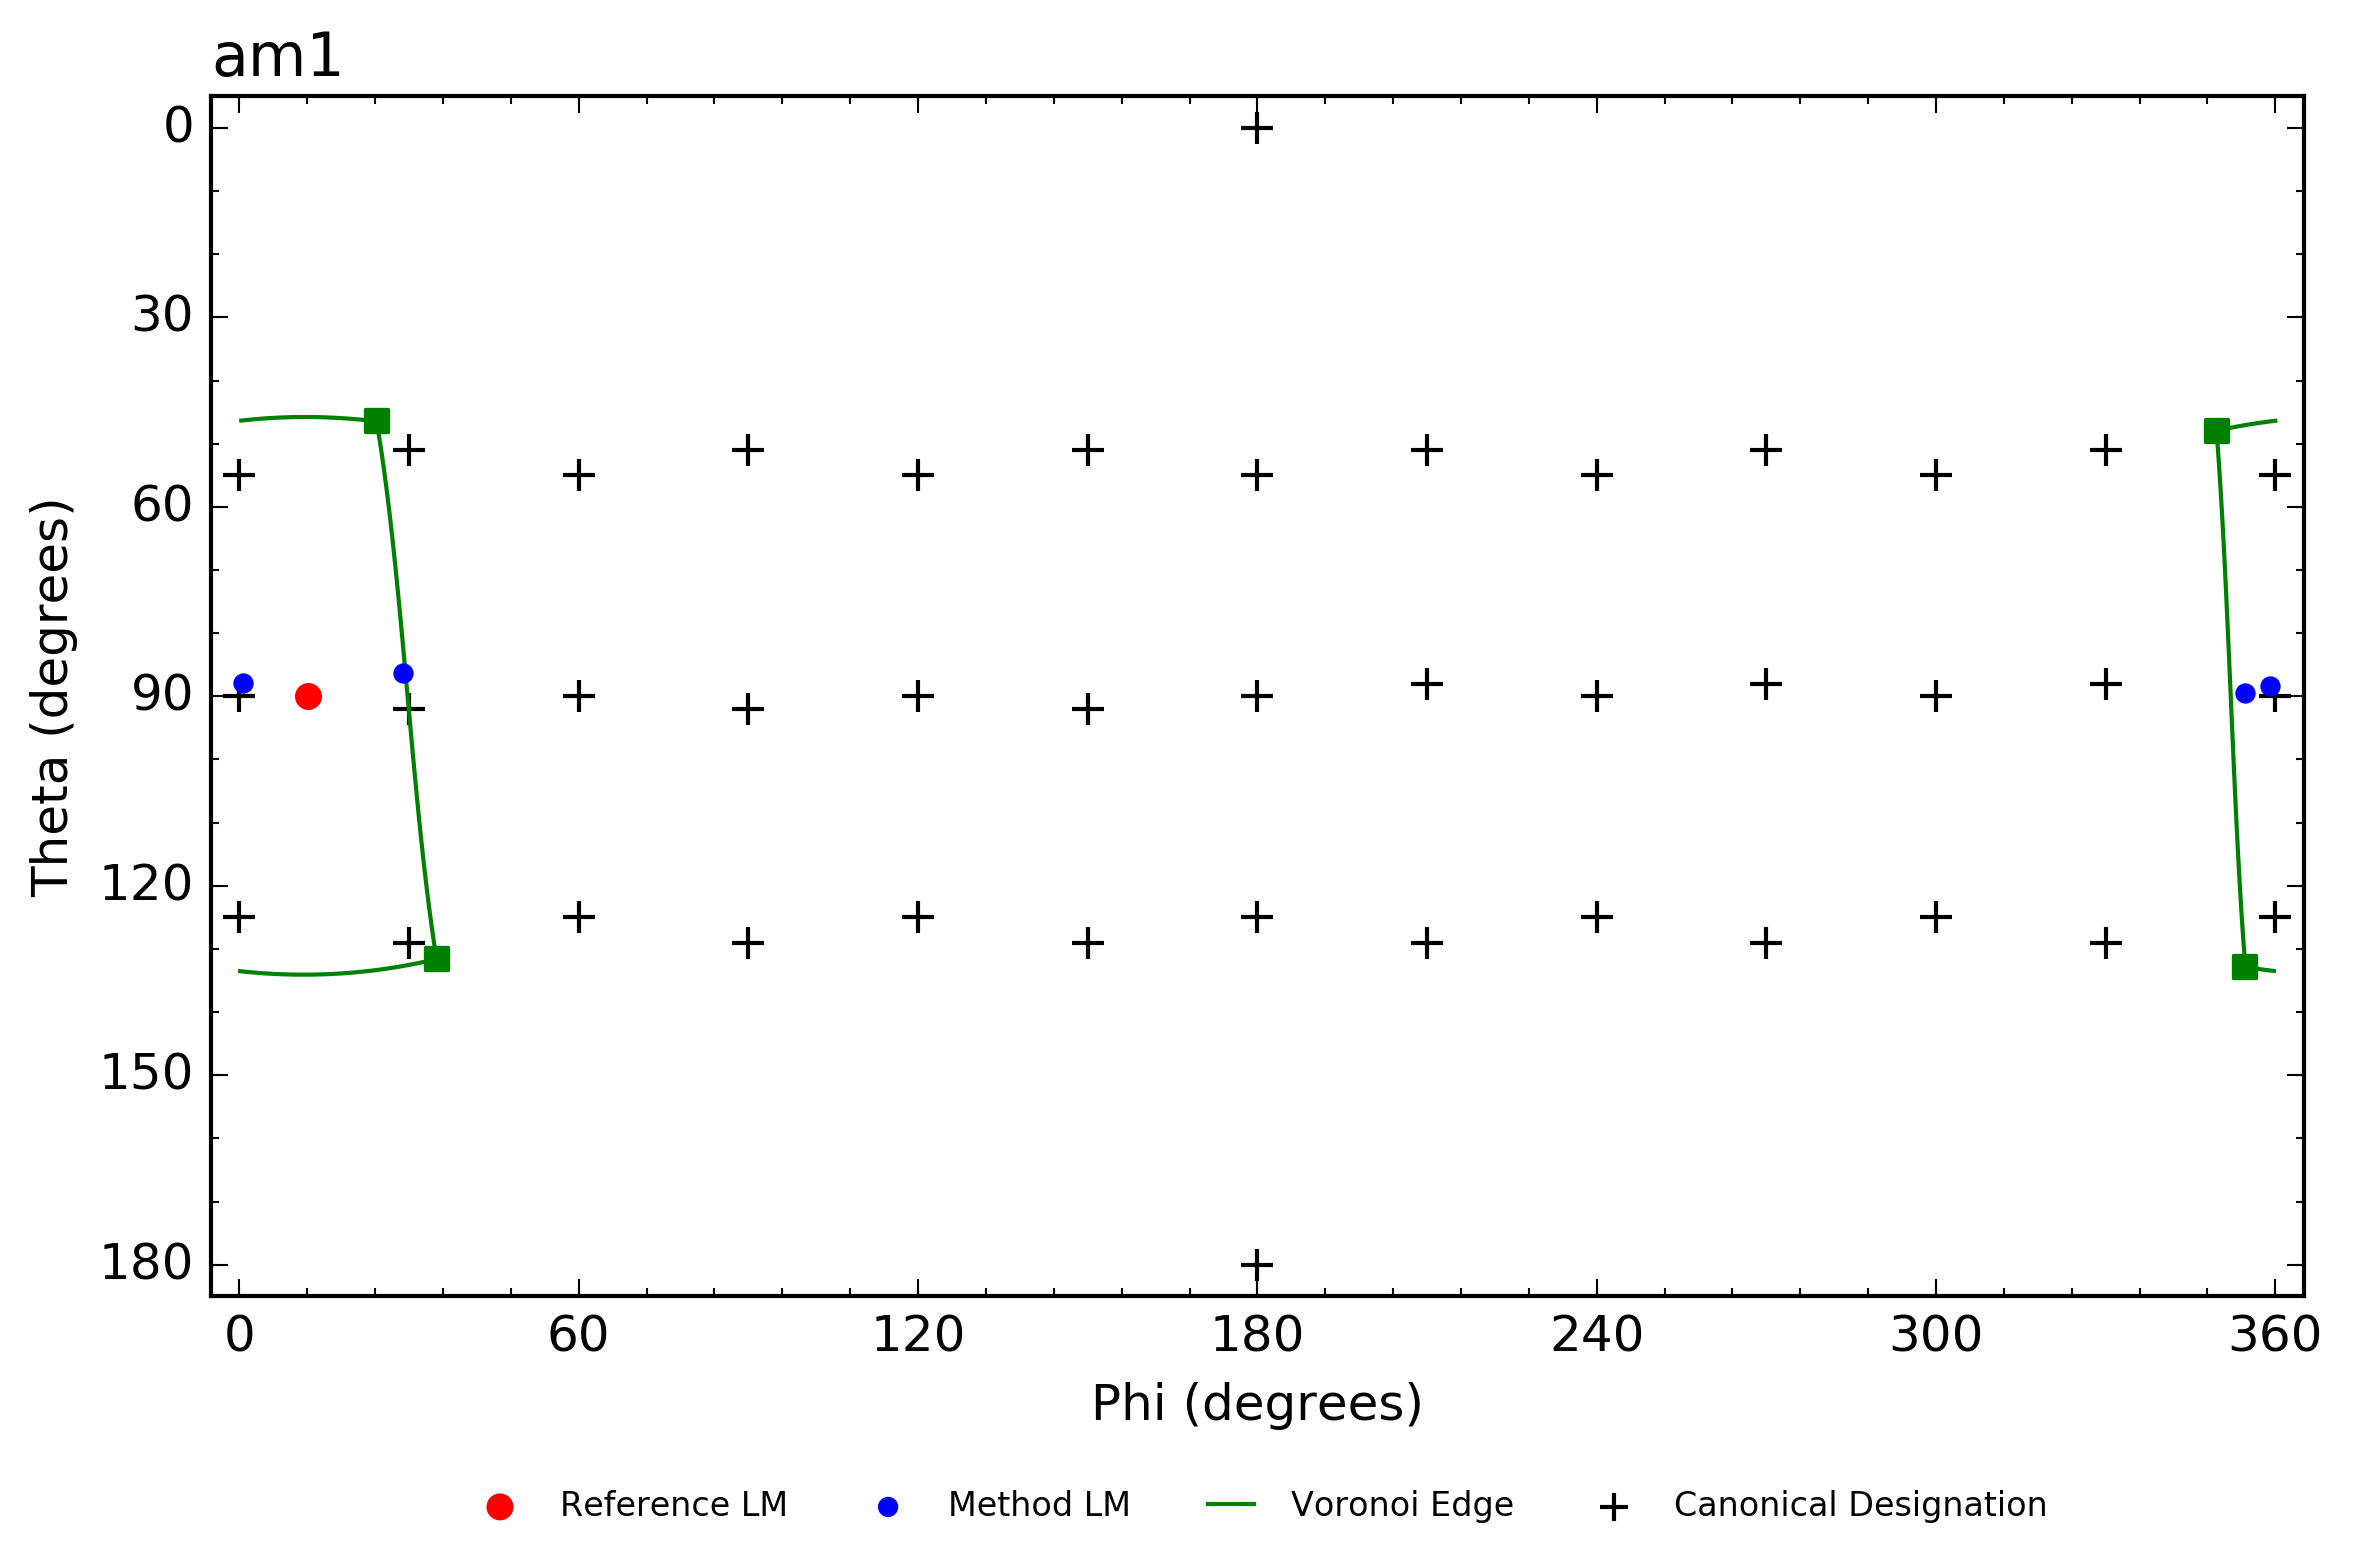 am1
0
30
60
90
120
150
180
Theta (degrees)
0 60 120 180 240 300 360
Phi (degrees)
Reference LM Method LM Voronoi Edge Canonical Designation